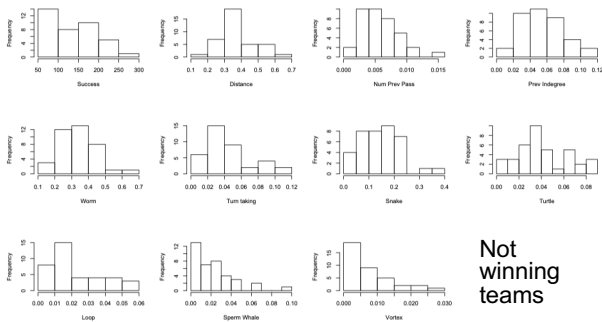 Frequency
0 4 8 12
50 100 150 200 250 300
Success
Frequency
0 5 10 15
0.1 0.2 0.3 0.4 0.5 0.6 0.7
Distance
Frequency
0 4 8 12
0.000 0.005 0.010 0.015
Num Prev Pass
Frequency
0 2 4 6 8 10
0.00 0.02 0.04 0.06 0.08 0.10 0.12
Prev Indegree
Frequency
0 4 8 12
0.1 0.2 0.3 0.4 0.5 0.6 0.7
Worm
Frequency
0 5 10 15
0.00 0.02 0.04 0.06 0.08 0.10 0.12
Turn taking
Frequency
0 2 4 6 8
0.0 0.1 0.2 0.3 0.4
Snake
Frequency
0 2 4 6 8 10
0.00 0.02 0.04 0.06 0.08
Turtle
Frequency
0 5 10 15
0.00 0.01 0.02 0.03 0.04 0.05 0.06
Loop
Frequency
0 2 4 6 8 12
0.00 0.02 0.04 0.06 0.08 0.10
Sperm Whale
Frequency
0 5 10 15
0.000 0.010 0.020 0.030
Vortex
Not
winning
teams